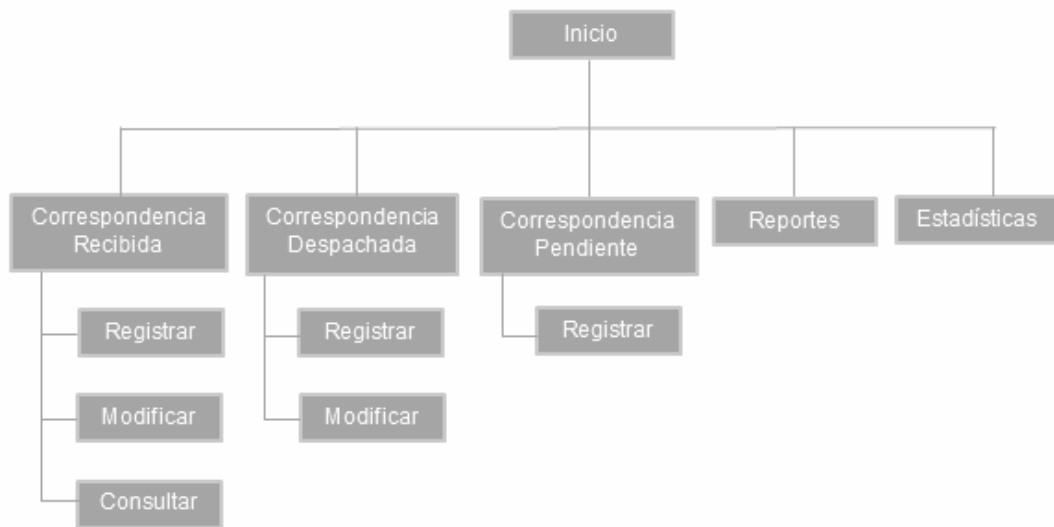 Inicio
Correspondencia
Recibida
Correspondencia
Despachada
Correspondencia
Pendiente
Reportes
Estadísticas
Registrar
Registrar
Registrar
Modificar
Modificar
Consultar